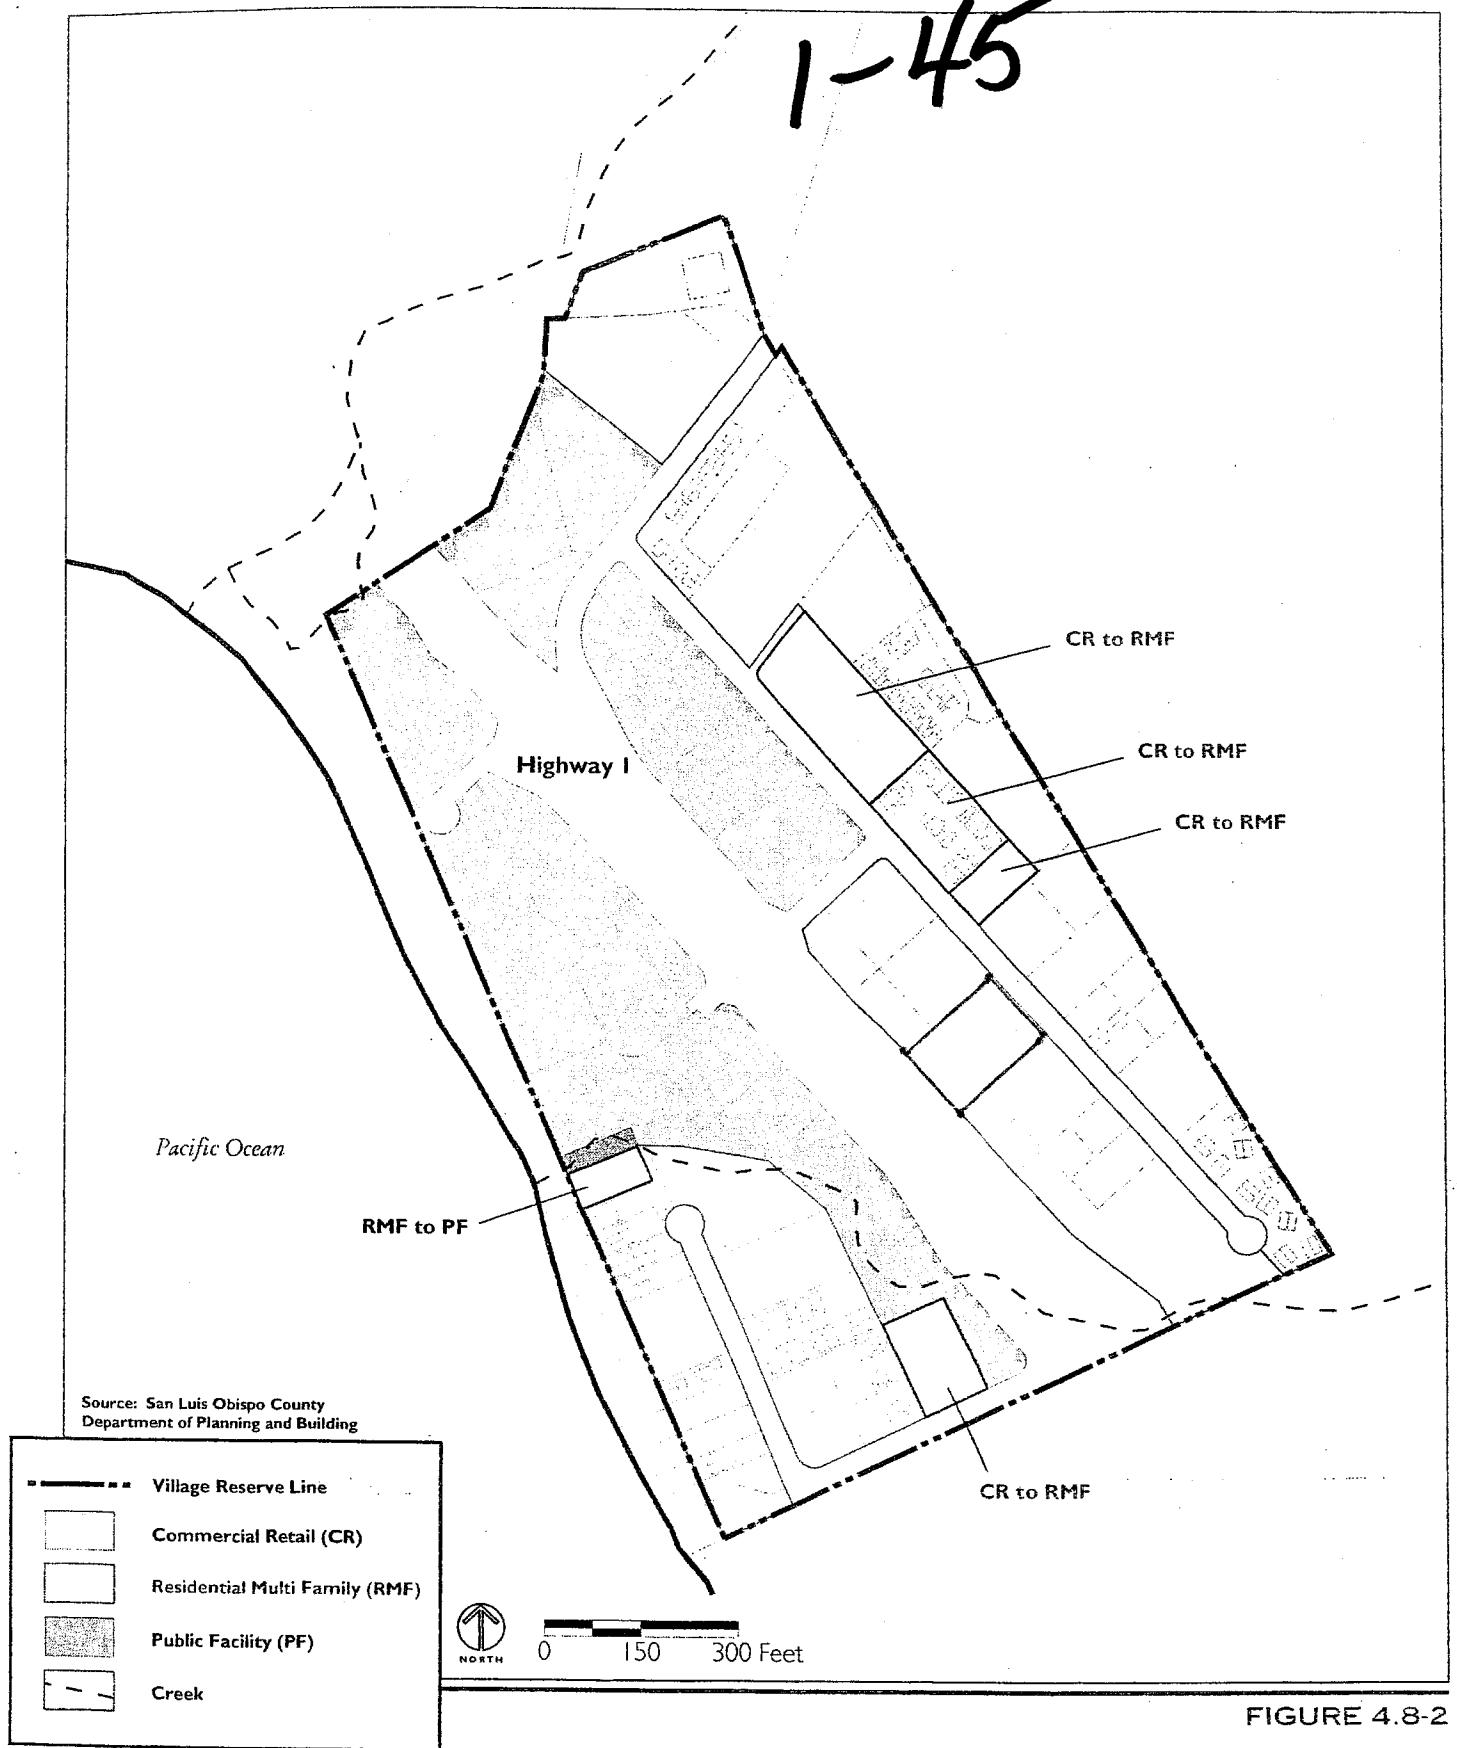 1-45
CR to RMF
CR to RMF
Highway 1
CR to RMF
Pacific Ocean
RMF to PF
Source: San Luis Obispo County
Department of Planning and Building
CR to RMF
Village Reserve Line
Commercial Retail (CR)
Residential Multi Family (RMF)
Public Facility (PF)
Creek
NORTH
0 150 300 Feet
FIGURE 4.8-2